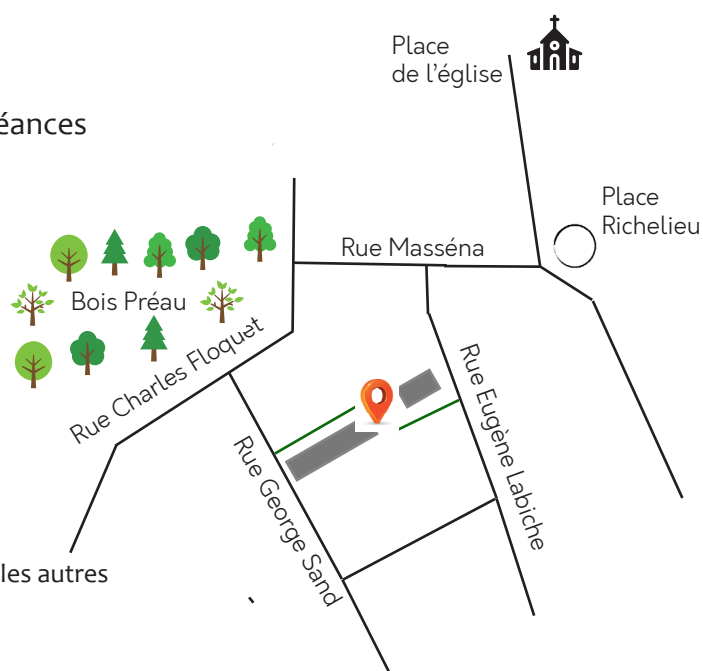 Place
de l'église
éances
Place
Richelieu
Rue Masséna
Bois Préau
Rue Charles Floquet
Rue Eugène Labiche
Rue George Sand
les autres